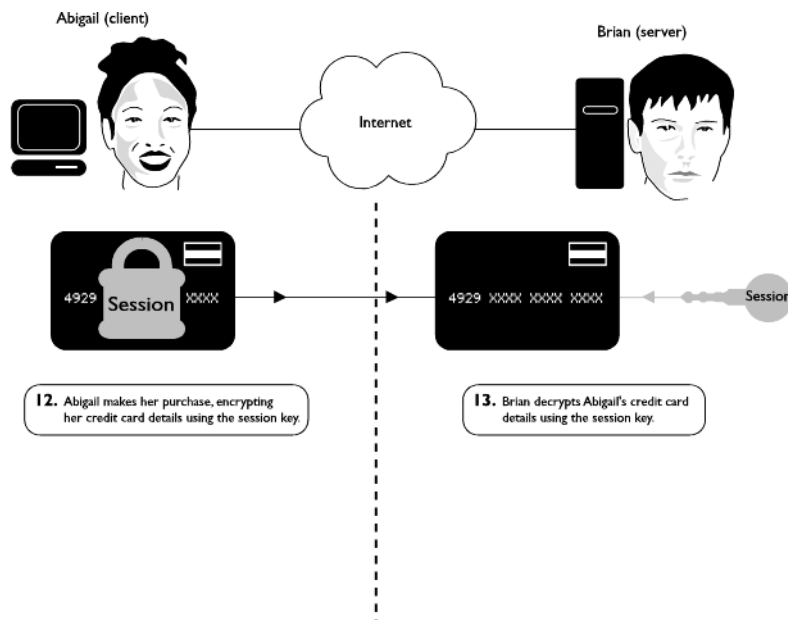 Abigail (client)
Brian (server)
Internet
4929 Session XXXX
4929 XXXX XXXX XXXX
Session
12. Abigail makes her purchase, encrypting
her credit card details using the session key.
13. Brian decrypts Abigail's credit card
details using the session key.